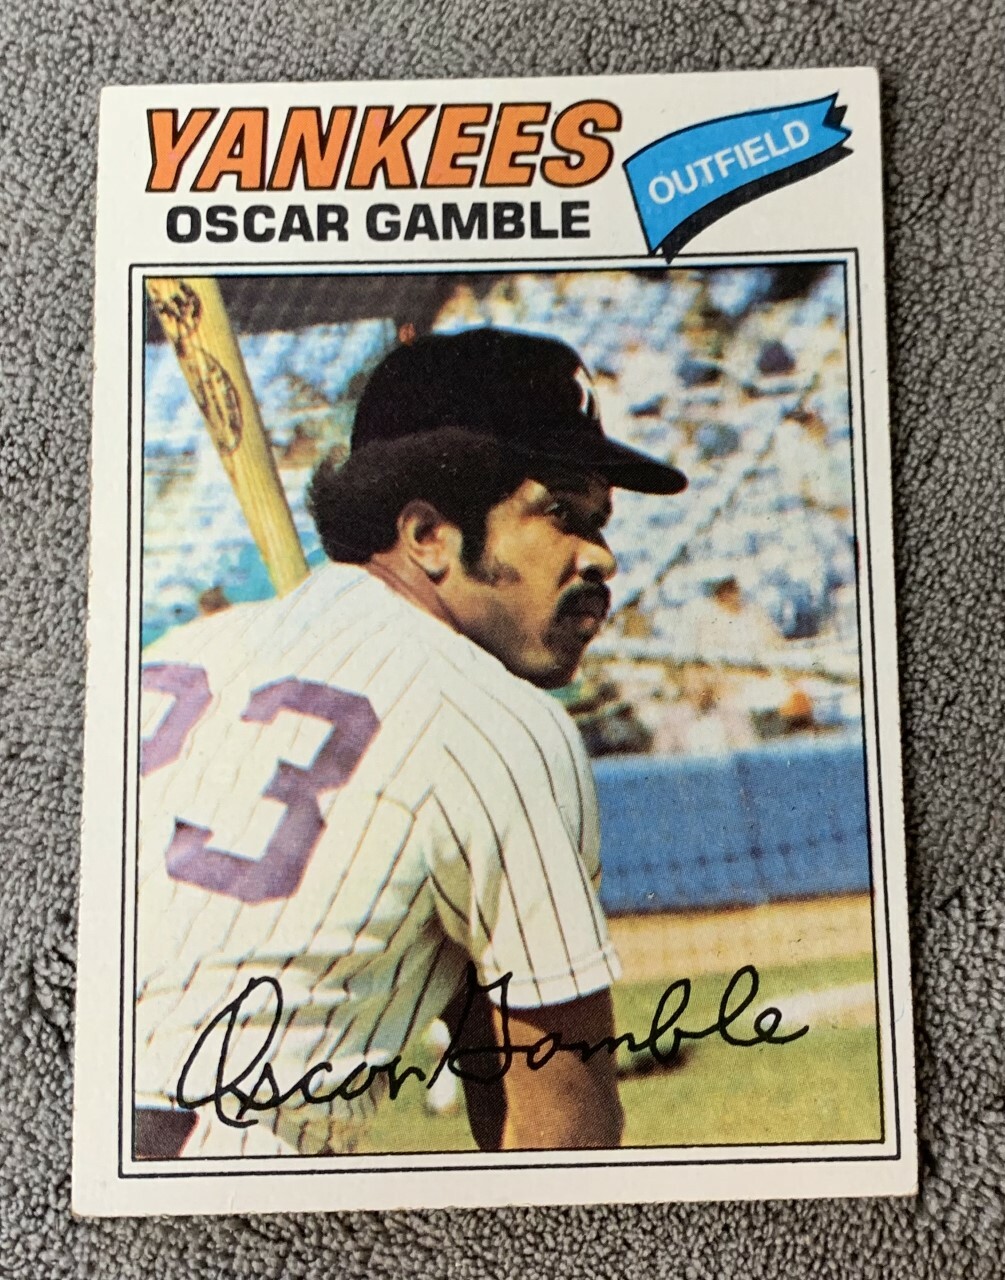 YANKEES
OSCAR GAMBLE
OUTFIELD
23
Oscar Gamble